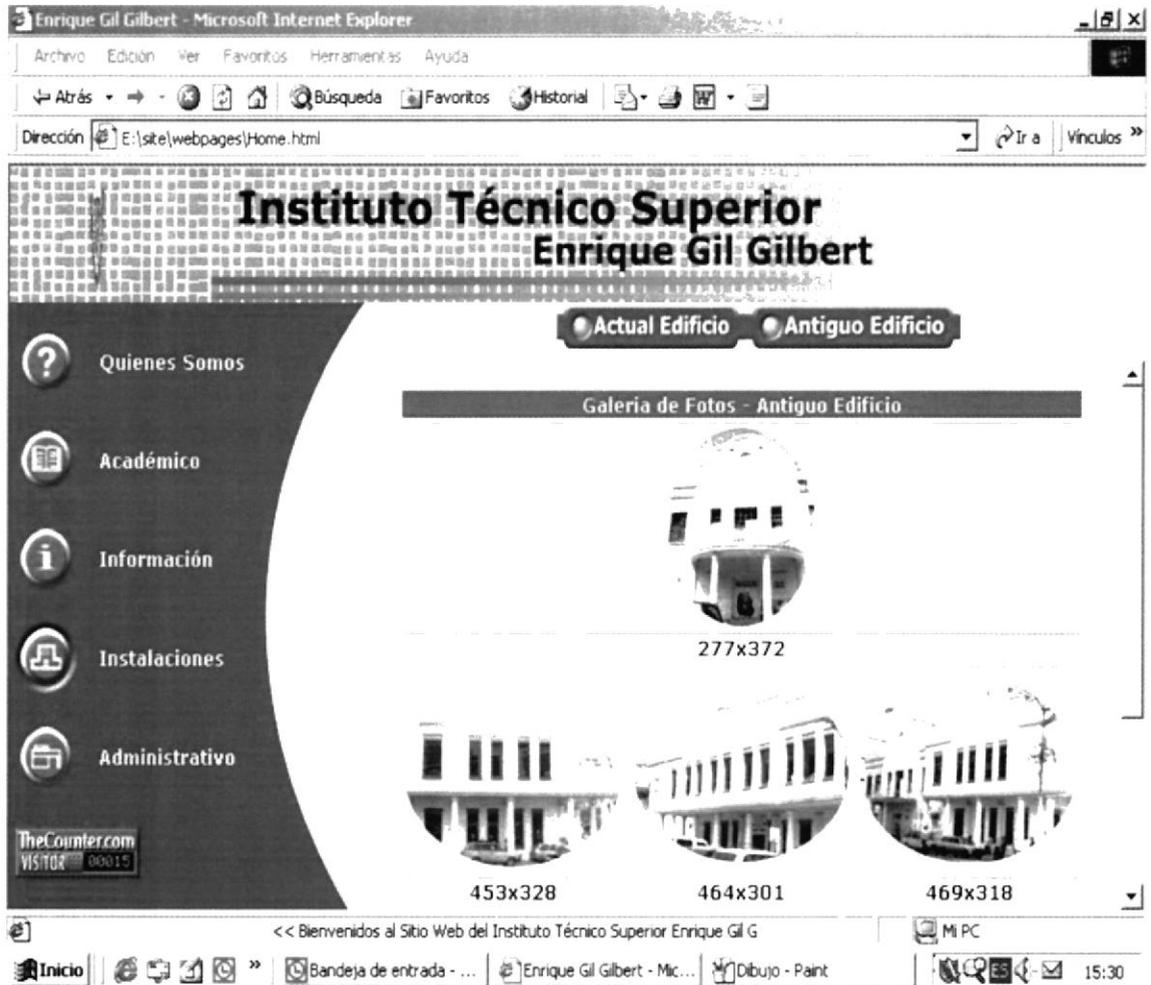 Enrique Gil Gilbert - Microsoft Internet Explorer
Archivo Edición Ver Favoritos Herramientas Ayuda
Atrás Búsqueda Favoritos Historial
Dirección E:\site\webpages\Home.html Ir a Vínculos »
Instituto Técnico Superior
Enrique Gil Gilbert
Actual Edificio Antiguo Edificio
Quienes Somos
Galeria de Fotos - Antiguo Edificio
Académico
Información
277x372
Instalaciones
Administrativo
TheCounter.com
VISITOR 00015
453x328 464x301 469x318
<< Bienvenidos al Sitio Web del Instituto Técnico Superior Enrique Gil G Mi PC
Inicio » Bandeja de entrada - ... Enrique Gil Gilbert - Mic... Dibujo - Paint ES 15:30